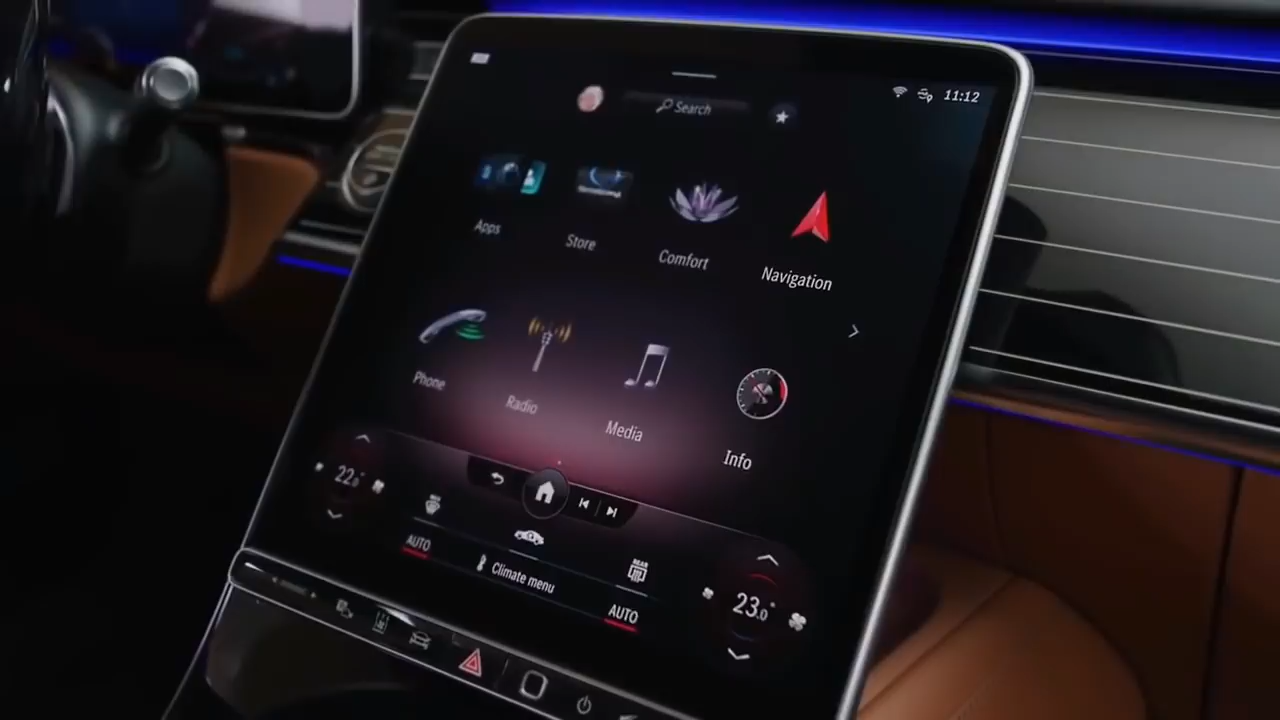 11:12
Search
Apps
Store
Comfort
Navigation
Phone
Radio
Media
Info
22.0°
AUTO
Climate menu
REAR
AUTO
23.0°